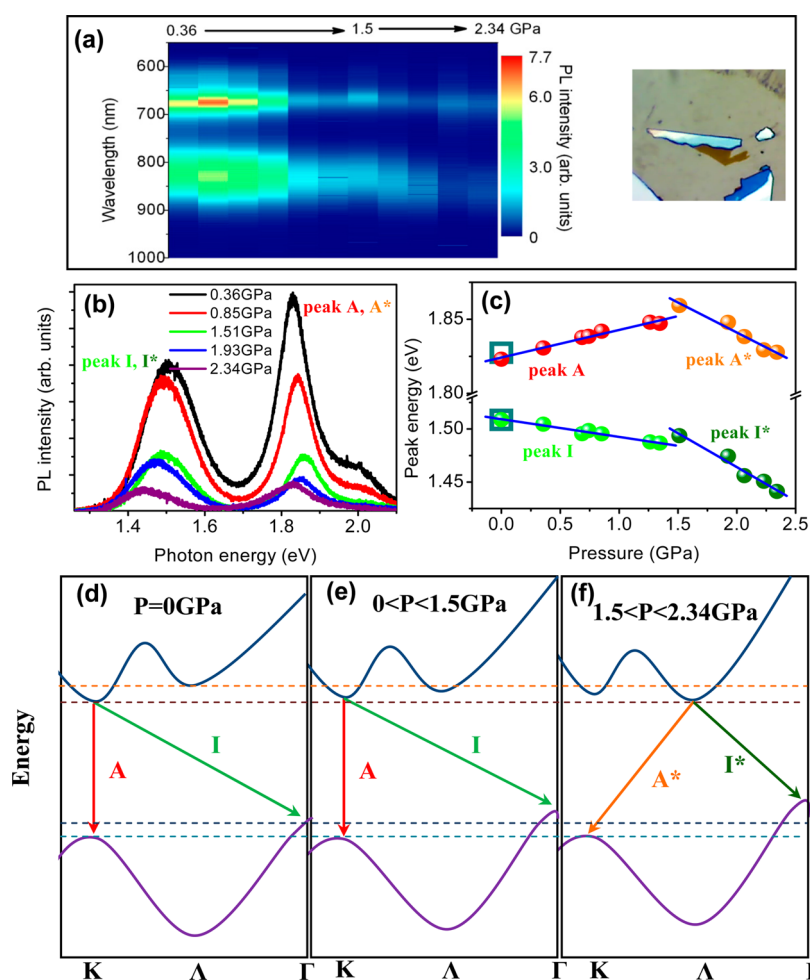 (a)
0.36 1.5 2.34 GPa
600
700
800
900
1000
Wavelength (nm)
7.7
6.0
3.0
0
PL intensity (arb. units)
(b)
0.36GPa
0.85GPa
1.51GPa
1.93GPa
2.34GPa
peak A, A*
peak I, I*
PL intensity (arb. units)
1.4 1.6 1.8 2.0
Photon energy (eV)
(c)
1.85
1.80
1.50
1.45
Peak energy (eV)
peak A
peak A*
peak I
peak I*
0.0 0.5 1.0 1.5 2.0 2.5
Pressure (GPa)
(d)
P=0GPa
A
I
(e)
0<P<1.5GPa
A
I
(f)
1.5<P<2.34GPa
A*
I*
Energy
K Λ Γ
K Λ Γ
K Λ